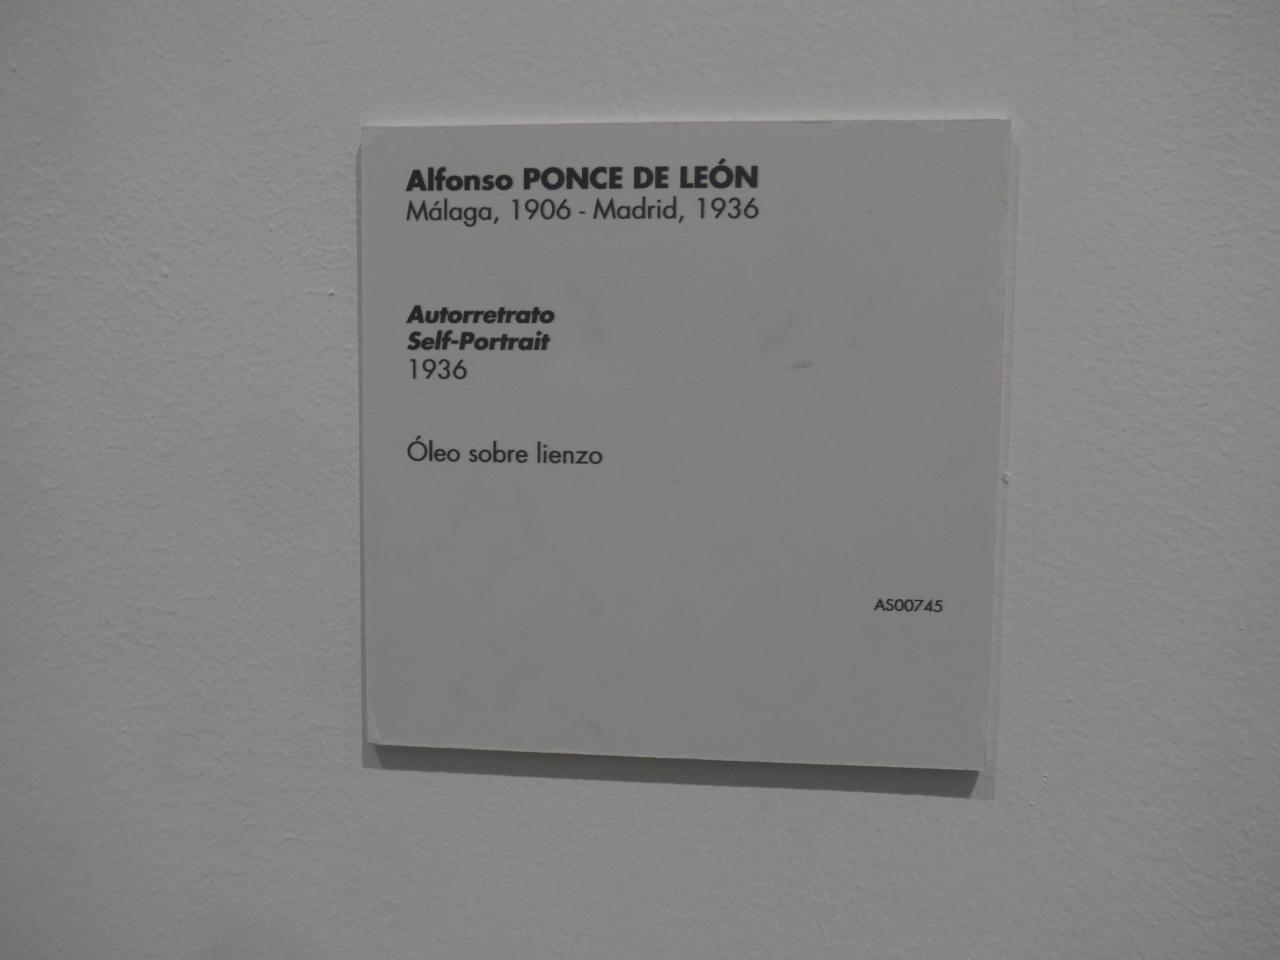 Alfonso PONCE DE LEÓN
Málaga, 1906 - Madrid, 1936
Autorretrato
Self-Portrait
1936
Óleo sobre lienzo
AS00745